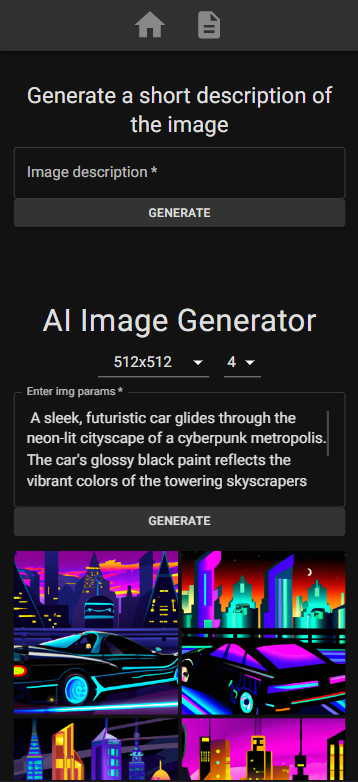 Generate a short description of
the image
Image description *
GENERATE
AI Image Generator
512x512 4
Enter img params *
A sleek, futuristic car glides through the
neon-lit cityscape of a cyberpunk metropolis.
The car's glossy black paint reflects the
vibrant colors of the towering skyscrapers
GENERATE